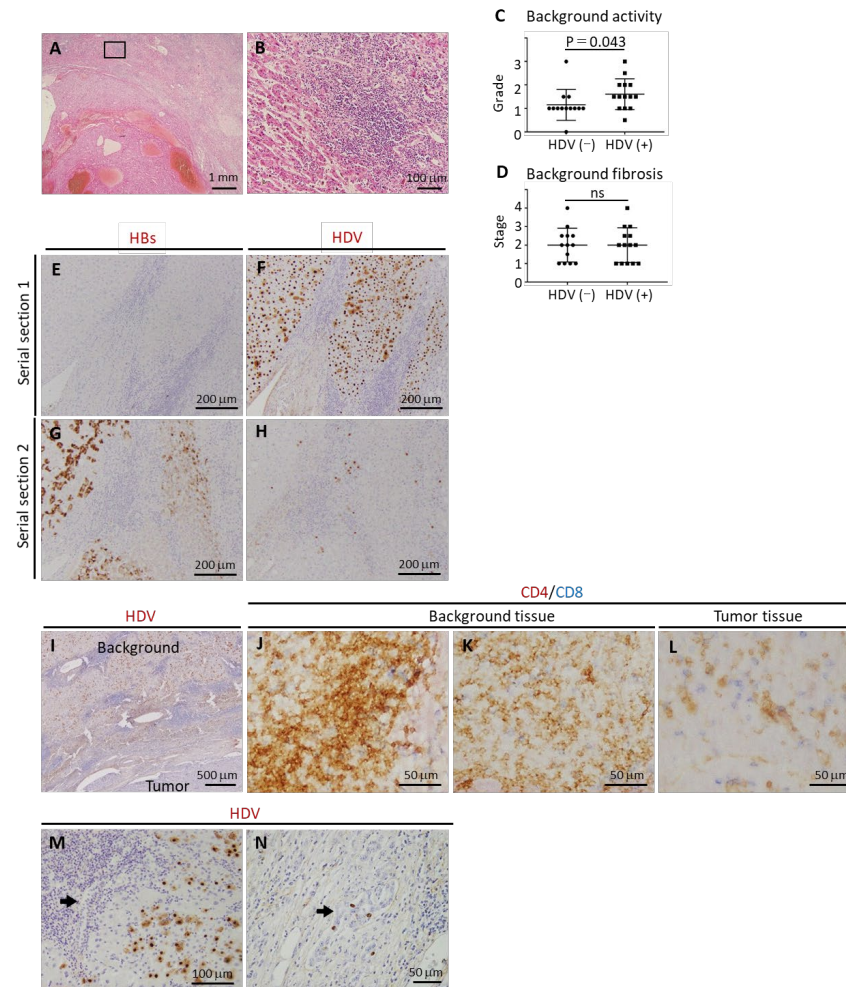 A
1 mm
B
100 µm
C
Background activity
P = 0.043
Grade
3
2
1
0
HDV (−)
HDV (+)
D
Background fibrosis
ns
Stage
4
3
2
1
0
HDV (−)
HDV (+)
HBs
HDV
Serial section 1
E
200 µm
F
200 µm
Serial section 2
G
200 µm
H
200 µm
CD4/CD8
HDV
Background tissue
Tumor tissue
I
Background
Tumor
500 µm
J
50 µm
K
50 µm
L
50 µm
HDV
M
100 µm
N
50 µm